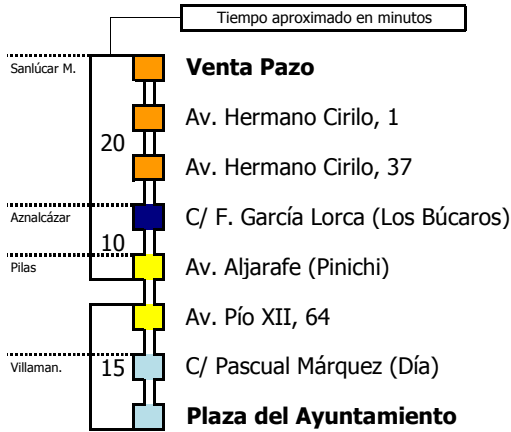 Tiempo aproximado en minutos
Sanlúcar M.
Venta Pazo
Av. Hermano Cirilo, 1
20
Av. Hermano Cirilo, 37
Aznalcázar
C/ F. García Lorca (Los Búcaros)
10
Pilas
Av. Aljarafe (Pinichi)
Av. Pío XII, 64
Villaman.
15
C/ Pascual Márquez (Día)
Plaza del Ayuntamiento